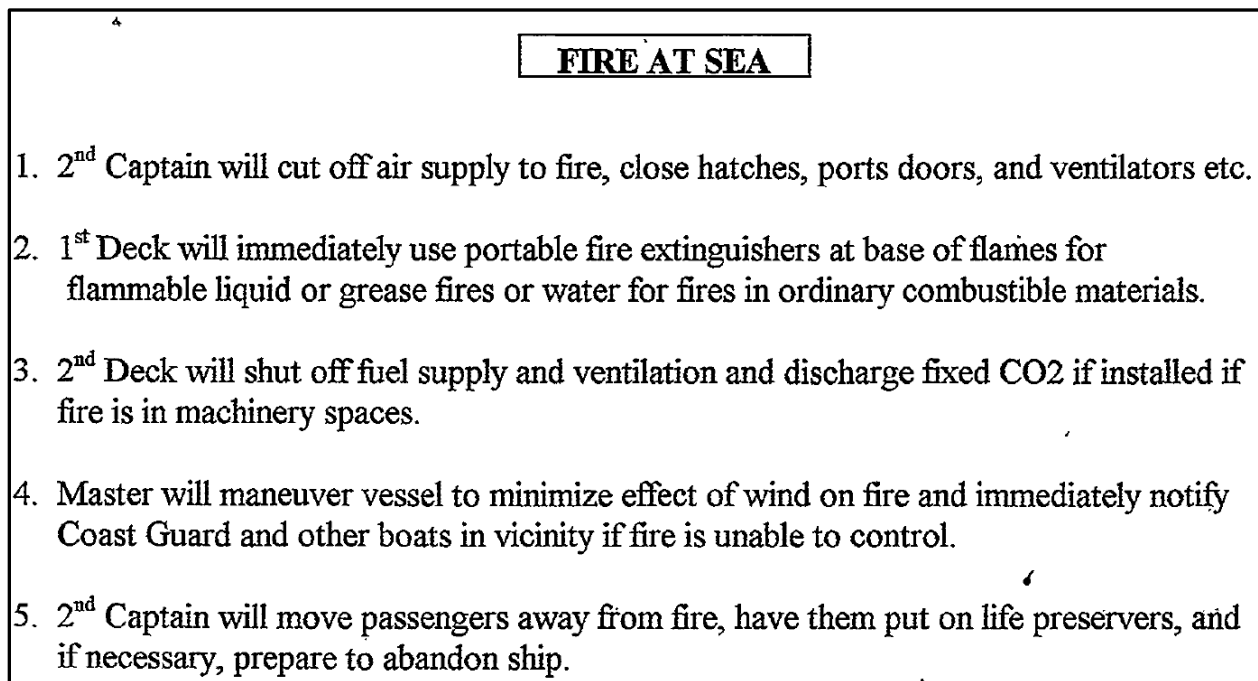 FIRE AT SEA
1. 2nd Captain will cut off air supply to fire, close hatches, ports doors, and ventilators etc.
2. 1st Deck will immediately use portable fire extinguishers at base of flames for
flammable liquid or grease fires or water for fires in ordinary combustible materials.
3. 2nd Deck will shut off fuel supply and ventilation and discharge fixed CO2 if installed if
fire is in machinery spaces.
4. Master will maneuver vessel to minimize effect of wind on fire and immediately notify
Coast Guard and other boats in vicinity if fire is unable to control.
5. 2nd Captain will move passengers away from fire, have them put on life preservers, and
if necessary, prepare to abandon ship.